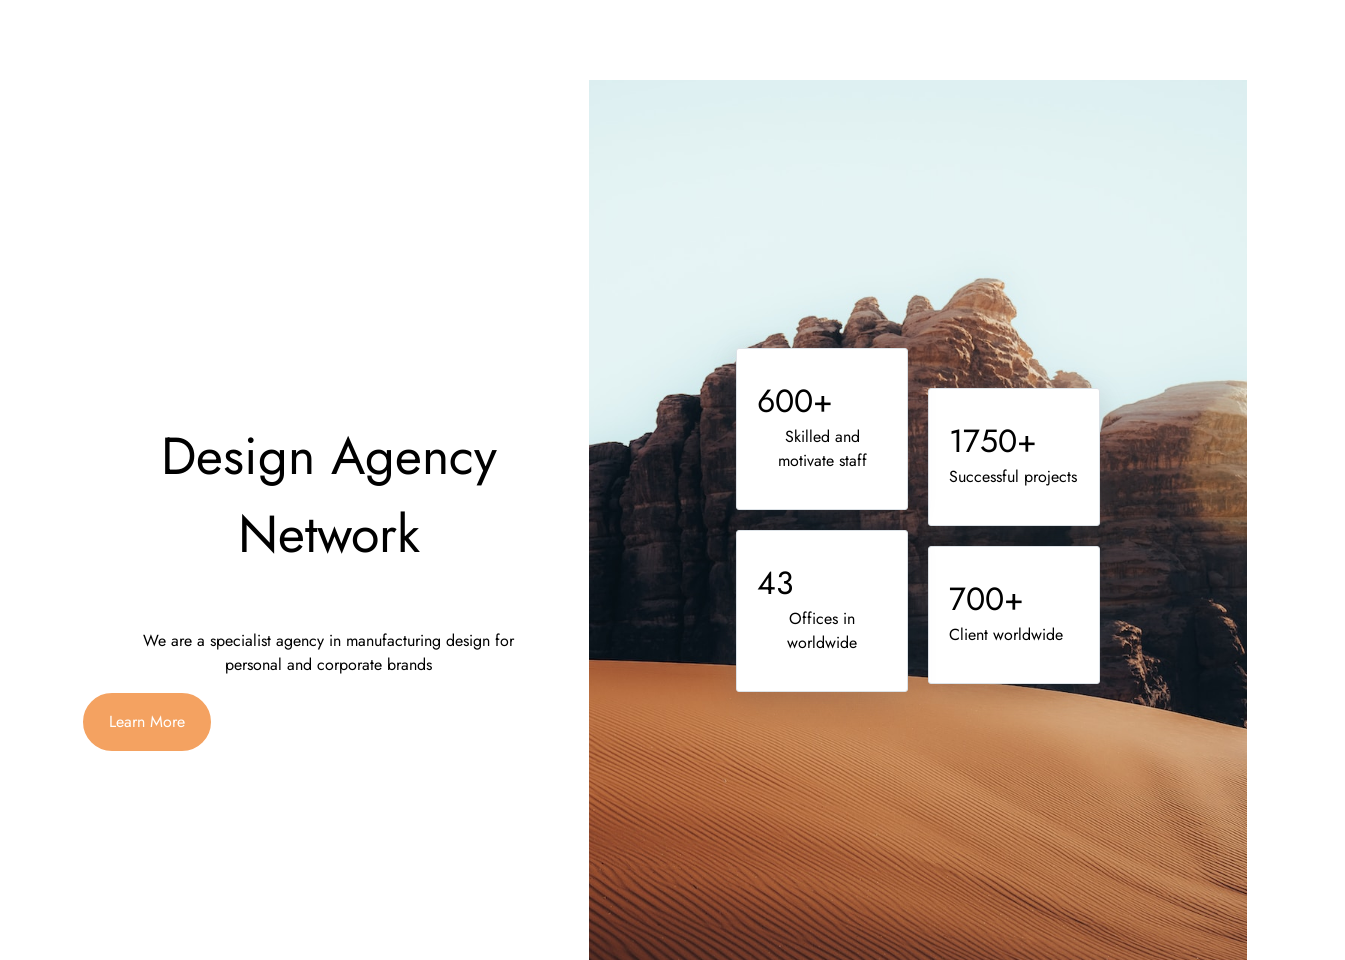 Design Agency
Network
We are a specialist agency in manufacturing design for
personal and corporate brands
Learn More
600+
Skilled and
motivate staff
1750+
Successful projects
43
Offices in
worldwide
700+
Client worldwide